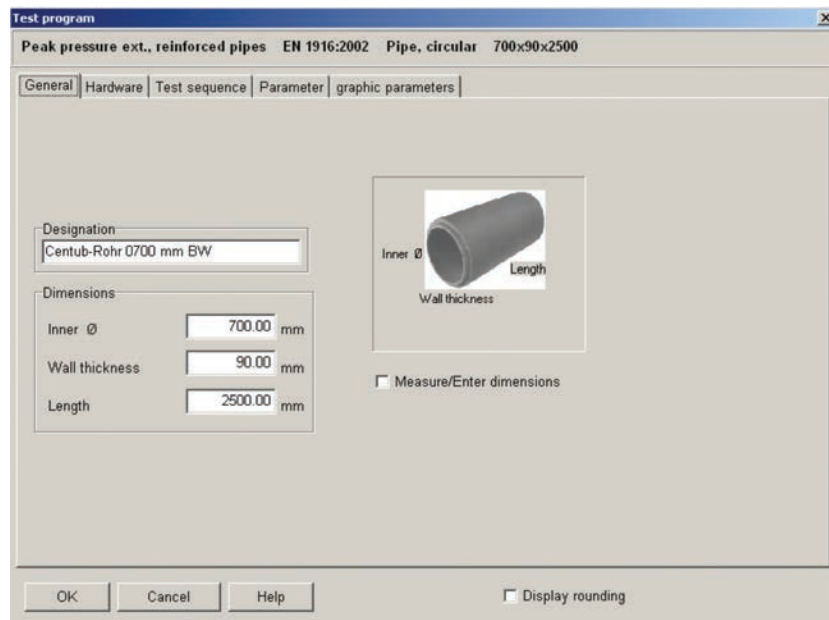 Test program
Peak pressure ext., reinforced pipes EN 1916:2002 Pipe, circular 700x90x2500
General Hardware Test sequence Parameter graphic parameters
Designation
Centub-Rohr 0700 mm BW
Dimensions
Inner Ø 700.00 mm
Wall thickness 90.00 mm
Length 2500.00 mm
Inner Ø
Length
Wall thickness
Measure/Enter dimensions
OK Cancel Help Display rounding